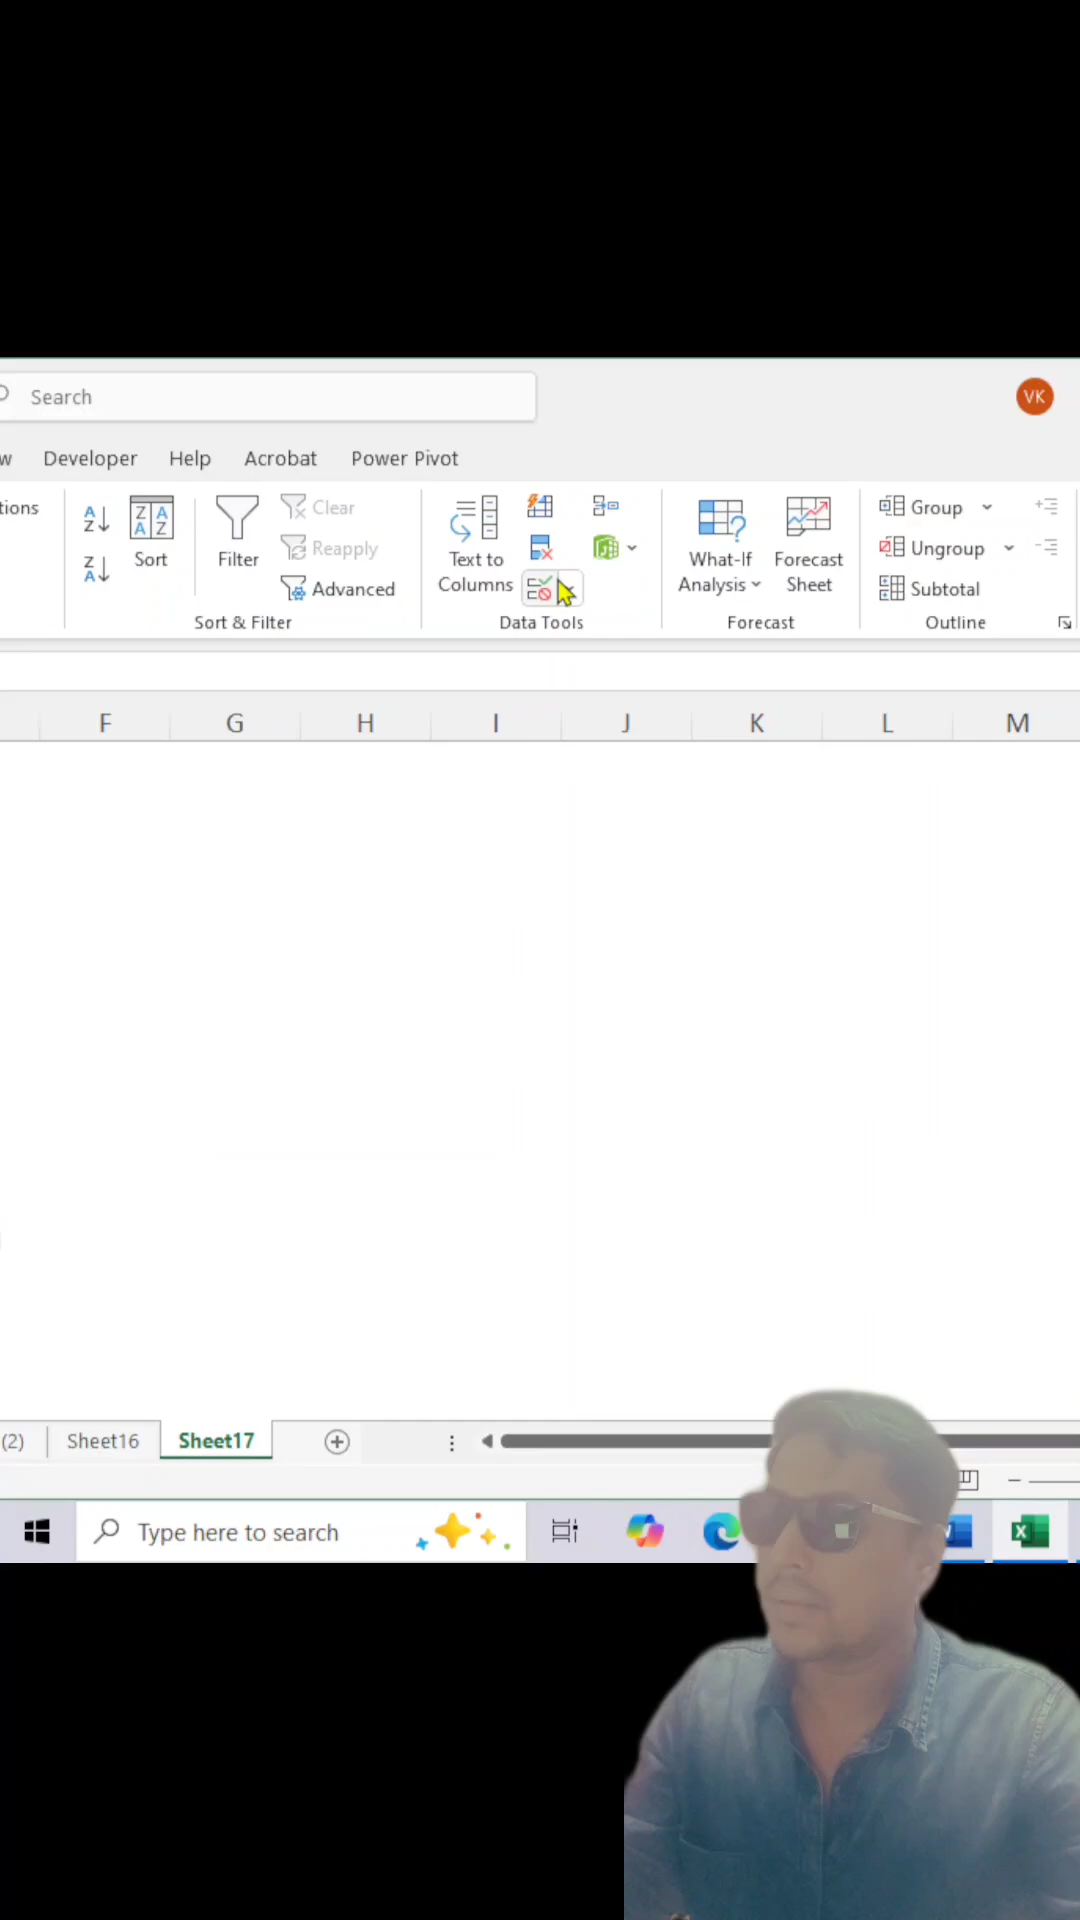 Search
VK
w Developer Help Acrobat Power Pivot
tions
Sort
Filter
Clear
Reapply
Advanced
Sort & Filter
Text to
Columns
Data Tools
What-If
Analysis
Forecast
Sheet
Forecast
Group
Ungroup
Subtotal
Outline
F G H I J K L M
(2) Sheet16 Sheet17
Type here to search